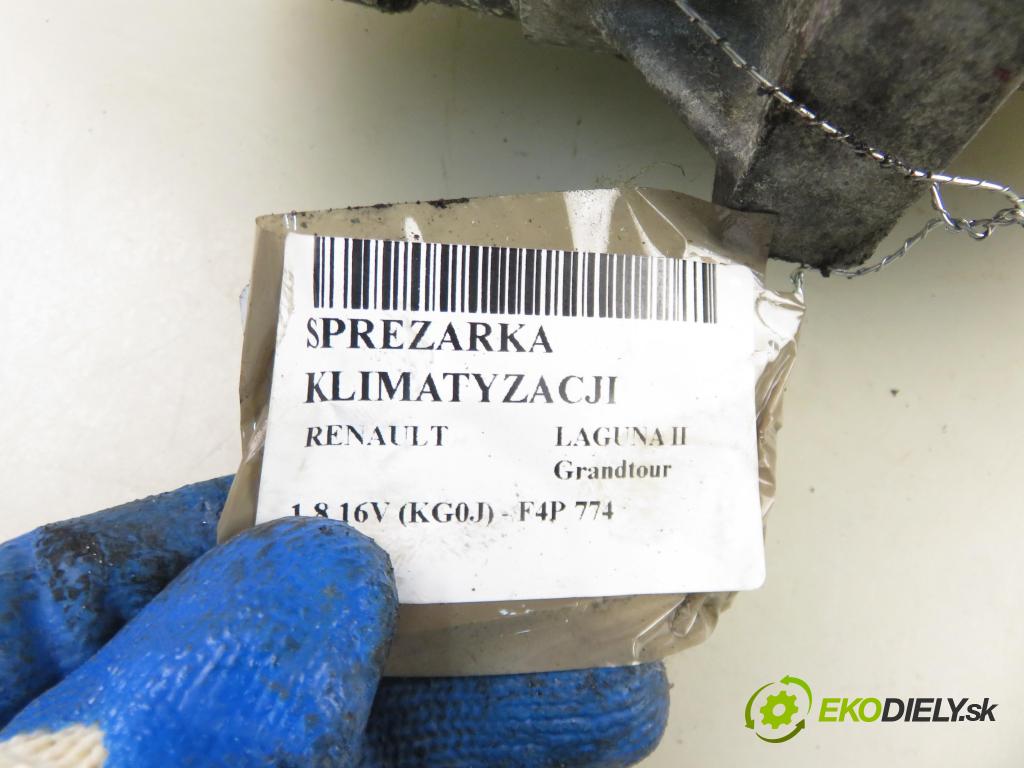 SPREZARKA
KLIMATYZACJI
RENAULT LAGUNA II
Grandtour
1.8 16V (KG0J) - F4P 774
EKODIELY.sk